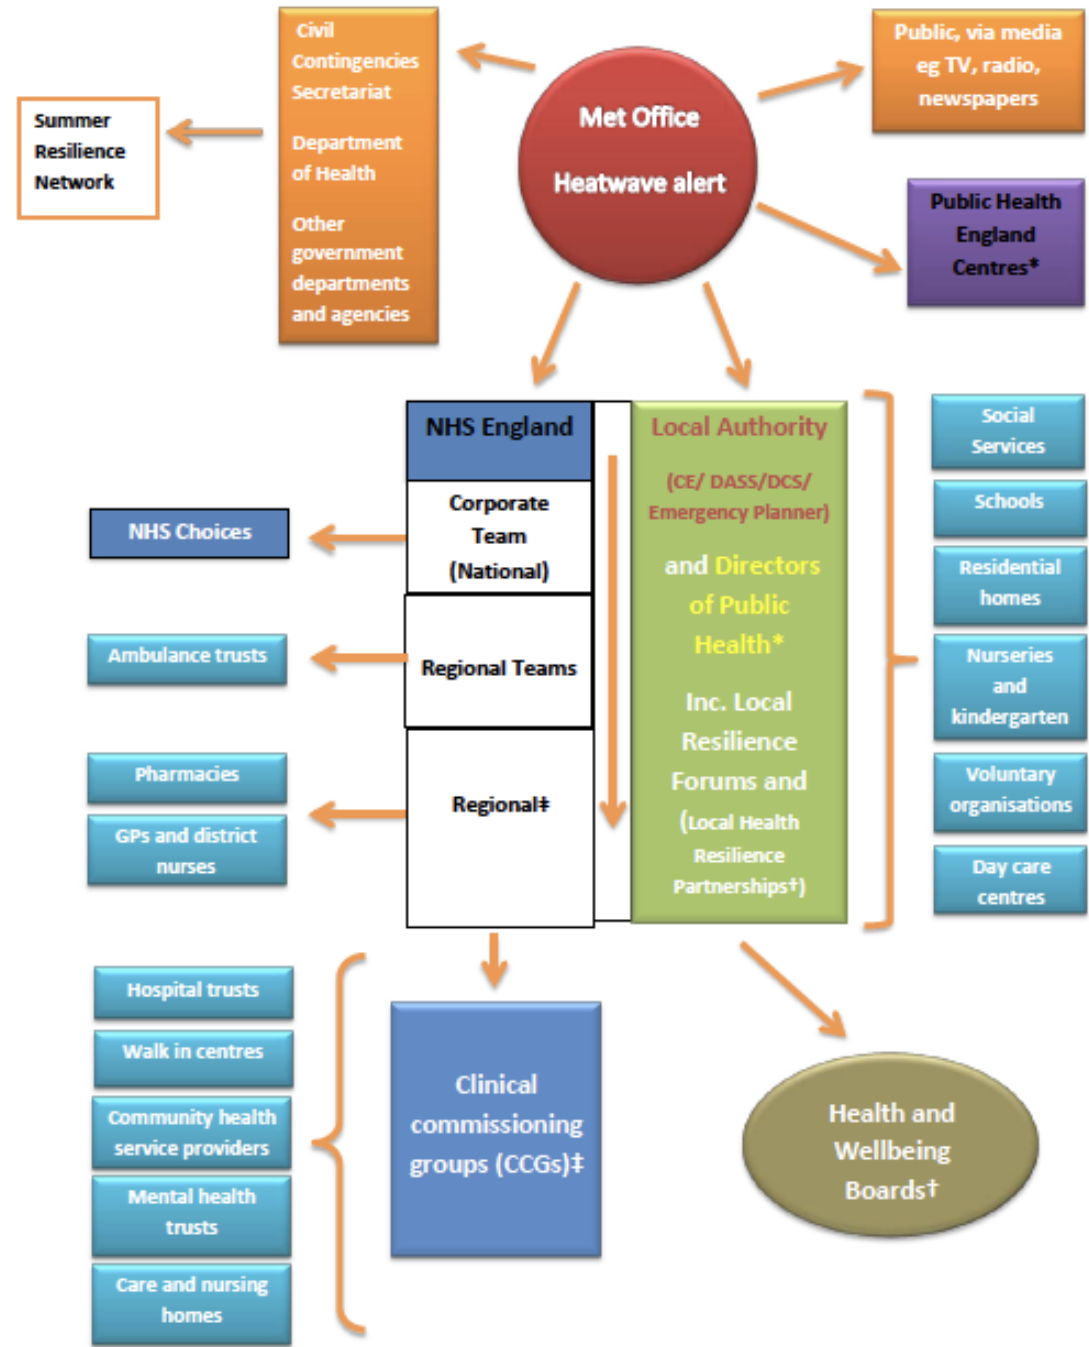 Civil
Contingencies
Secretariat
Department
of Health
Other
government
departments
and agencies
Summer
Resilience
Network
Met Office
Heatwave alert
Public, via media
eg TV, radio,
newspapers
Public Health
England
Centres*
NHS England
Corporate
Team
(National)
Regional Teams
Regional‡
Local Authority
(CE/ DASS/DCS/
Emergency Planner)
and Directors
of Public
Health*
Inc. Local
Resilience
Forums and
(Local Health
Resilience
Partnerships†)
NHS Choices
Ambulance trusts
Pharmacies
GPs and district
nurses
Social
Services
Schools
Residential
homes
Nurseries
and
kindergarten
Voluntary
organisations
Day care
centres
Hospital trusts
Walk in centres
Community health
service providers
Mental health
trusts
Care and nursing
homes
Clinical
commissioning
groups (CCGs)‡
Health and
Wellbeing
Boards†